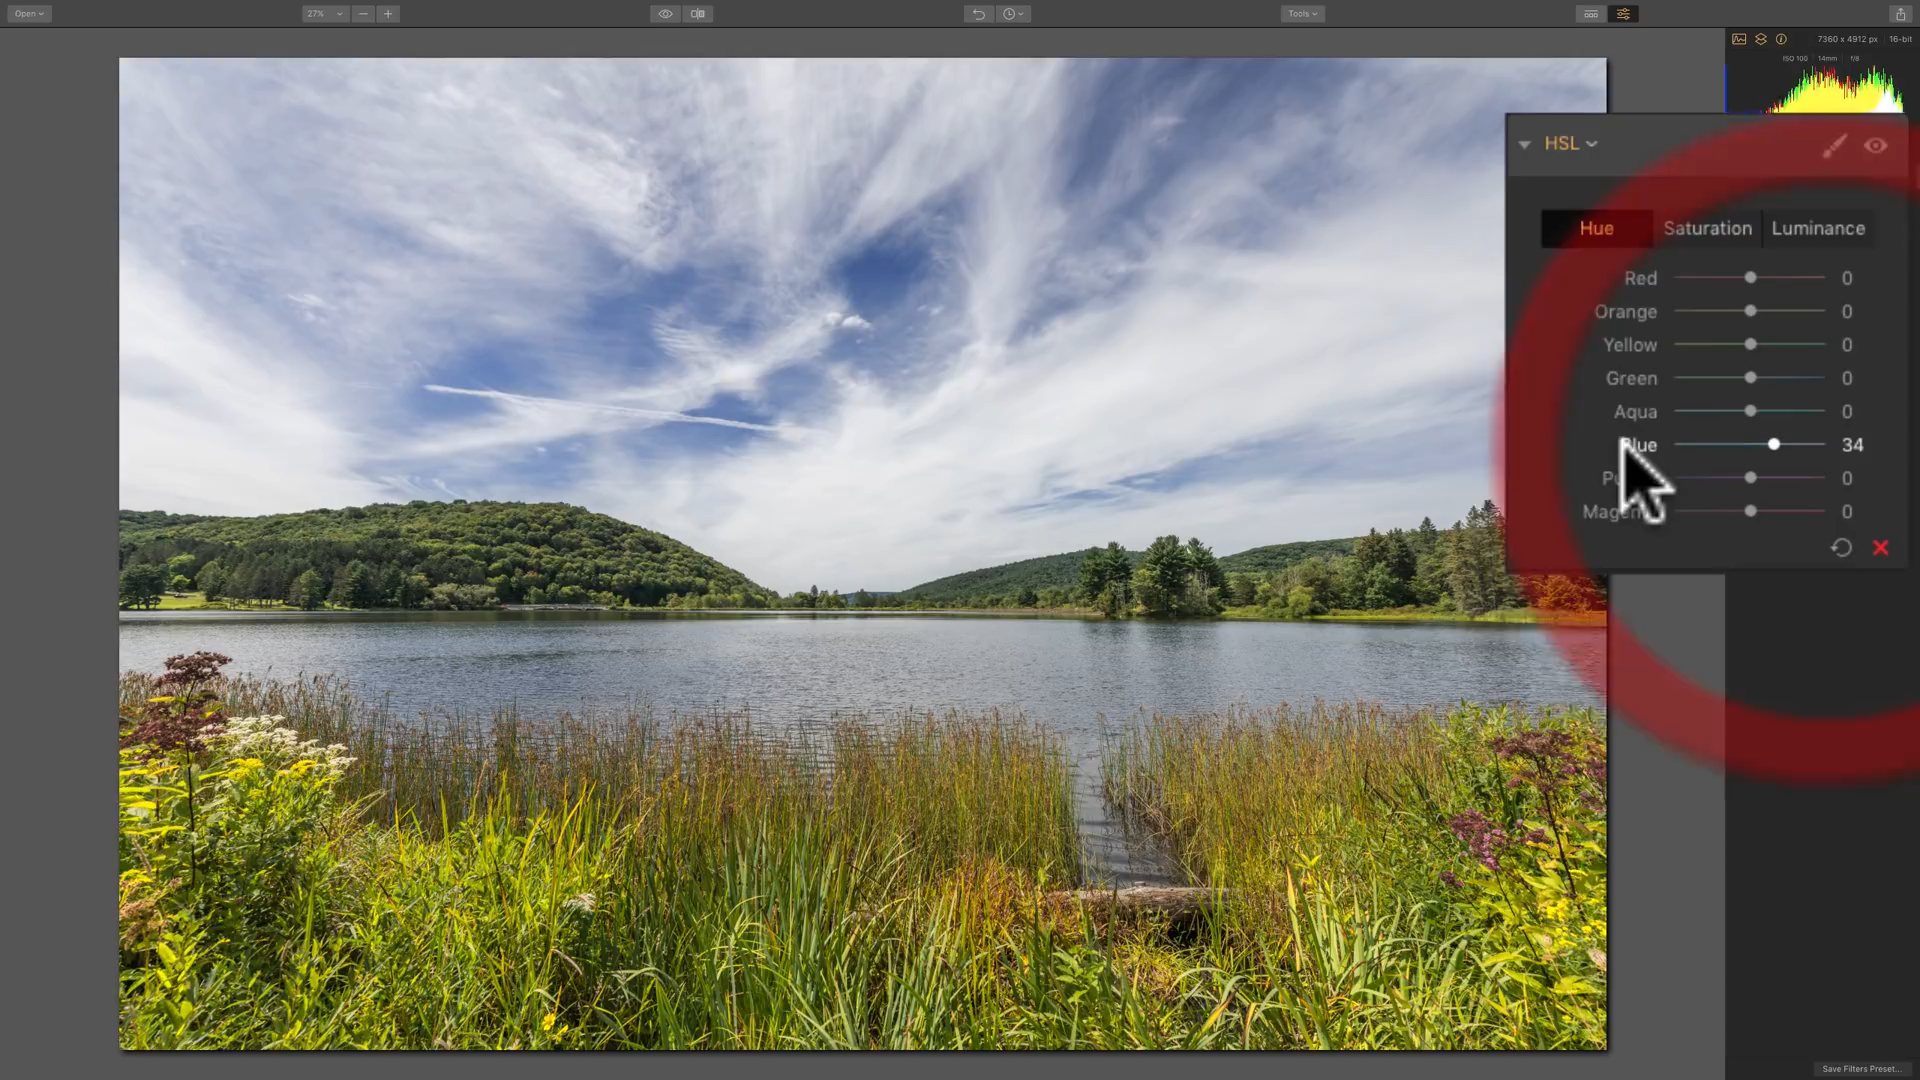 Open
27%
Tools
7360 x 4912 px 16-bit
ISO 100 14mm f/8
HSL
Hue Saturation Luminance
Red 0
Orange 0
Yellow 0
Green 0
Aqua 0
Blue 34
0
0
Save Filters Preset...